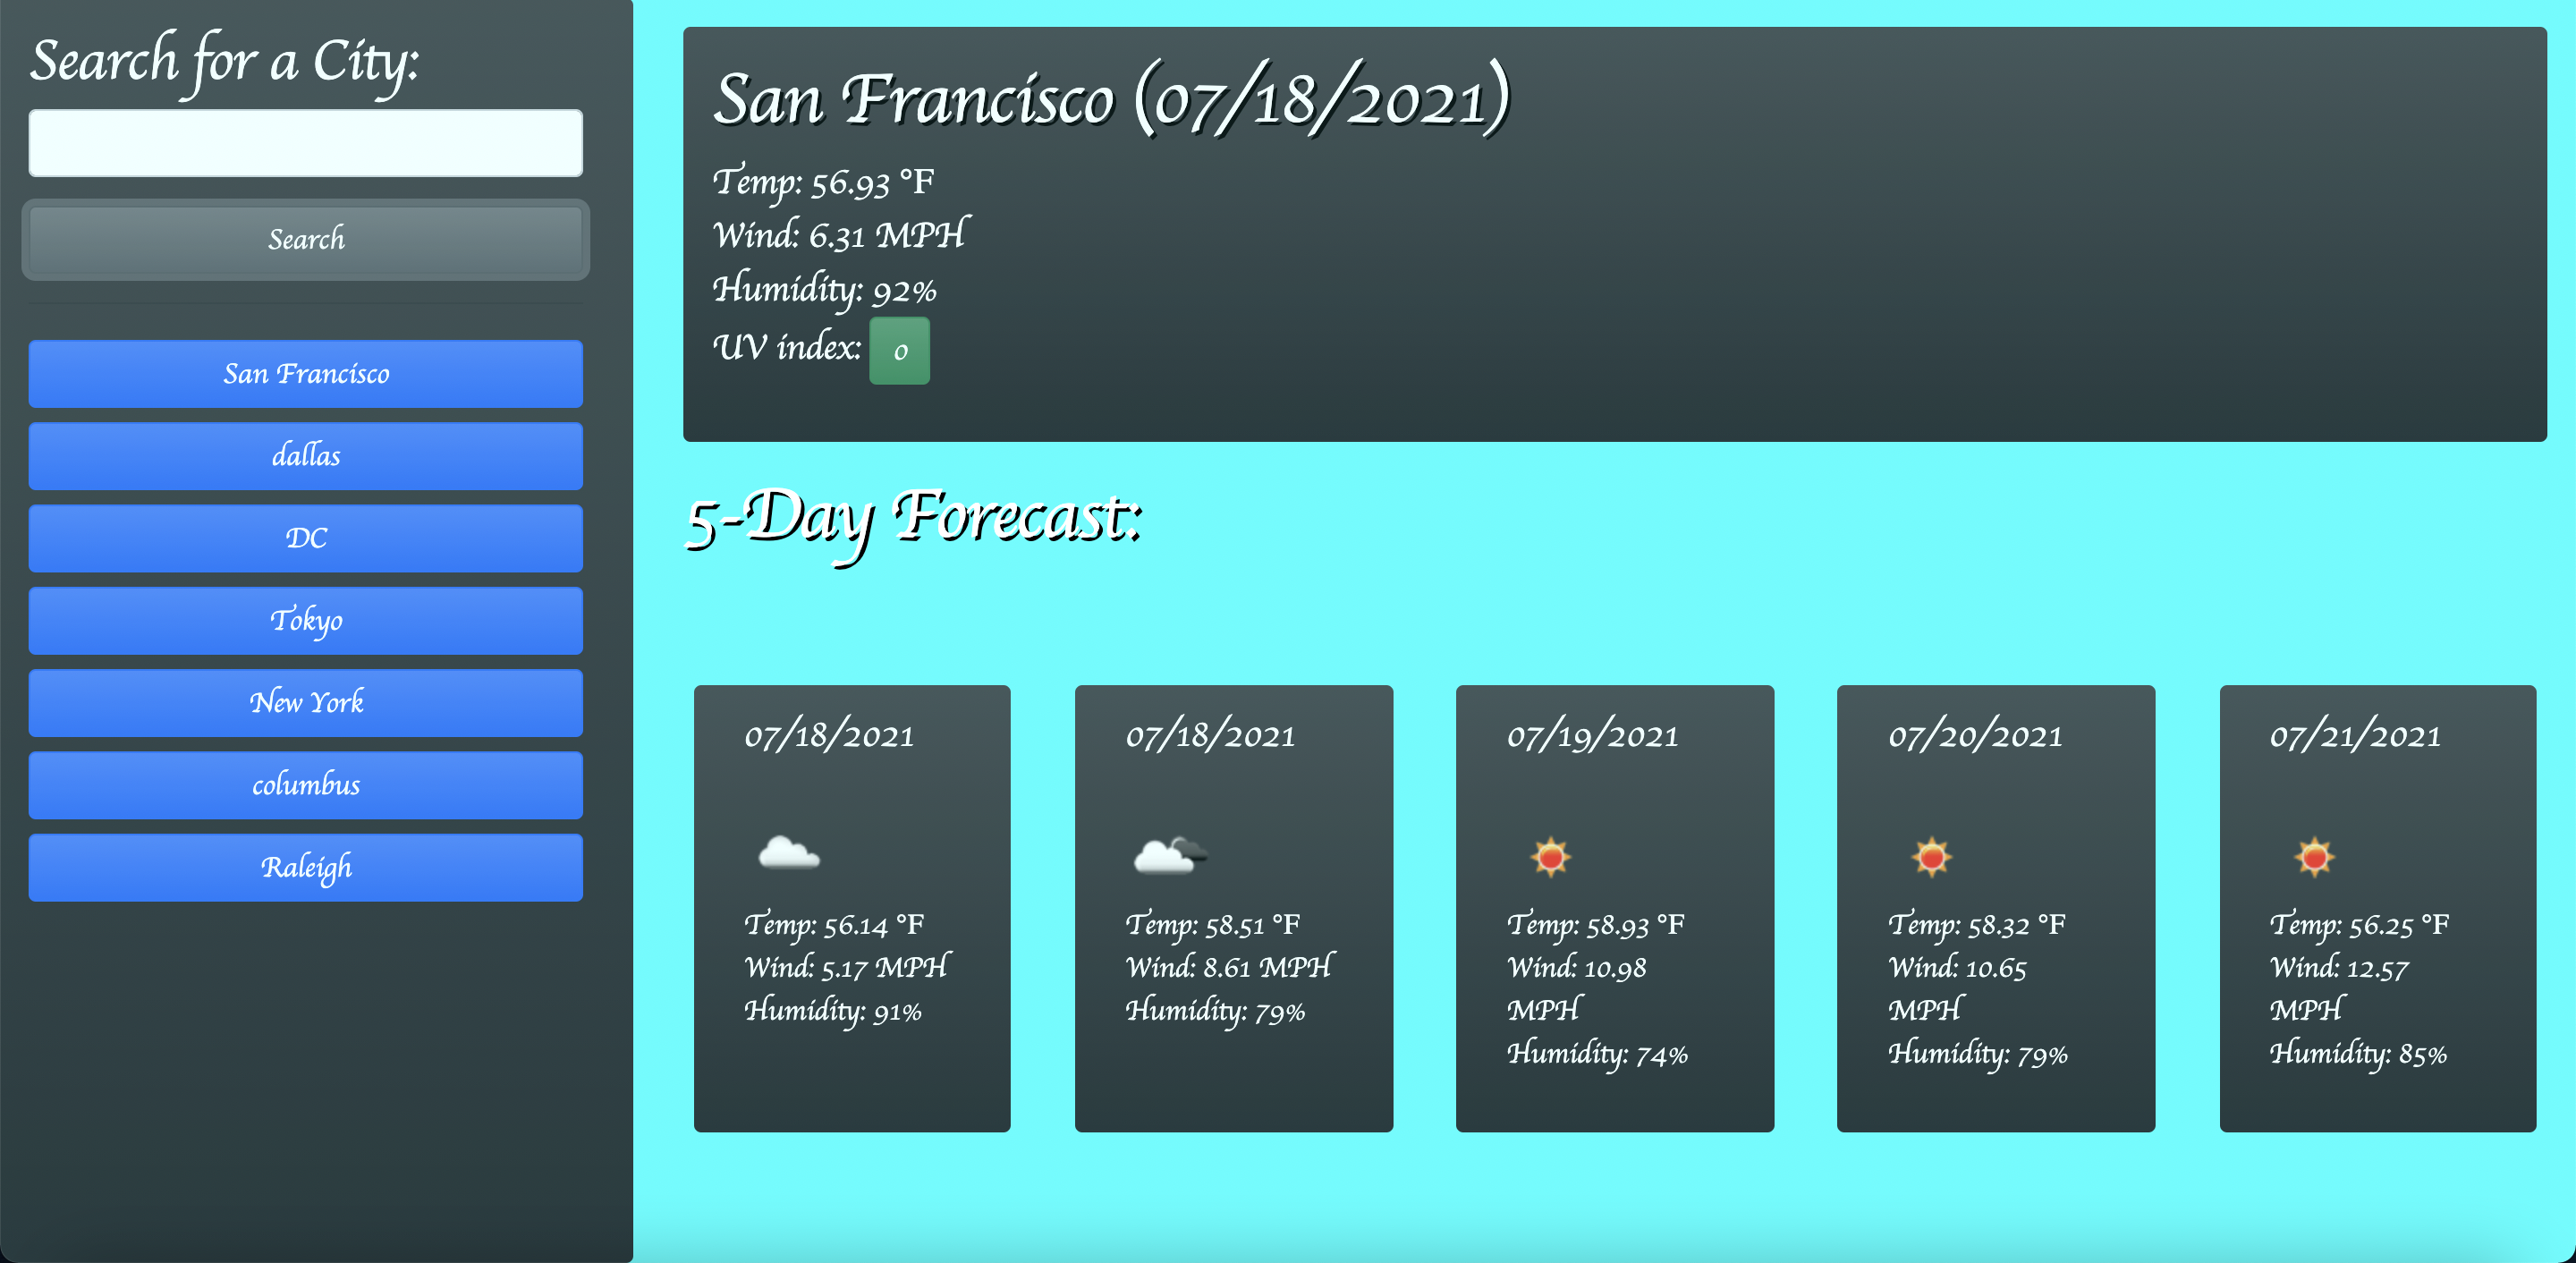 Search for a City:
Search
San Francisco
dallas
DC
Tokyo
New York
columbus
Raleigh
San Francisco (07/18/2021)
Temp: 56.93 °F
Wind: 6.31 MPH
Humidity: 92%
UV index: 0
5-Day Forecast:
07/18/2021
Temp: 56.14 °F
Wind: 5.17 MPH
Humidity: 91%
07/18/2021
Temp: 58.51 °F
Wind: 8.61 MPH
Humidity: 79%
07/19/2021
Temp: 58.93 °F
Wind: 10.98
MPH
Humidity: 74%
07/20/2021
Temp: 58.32 °F
Wind: 10.65
MPH
Humidity: 79%
07/21/2021
Temp: 56.25 °F
Wind: 12.57
MPH
Humidity: 85%